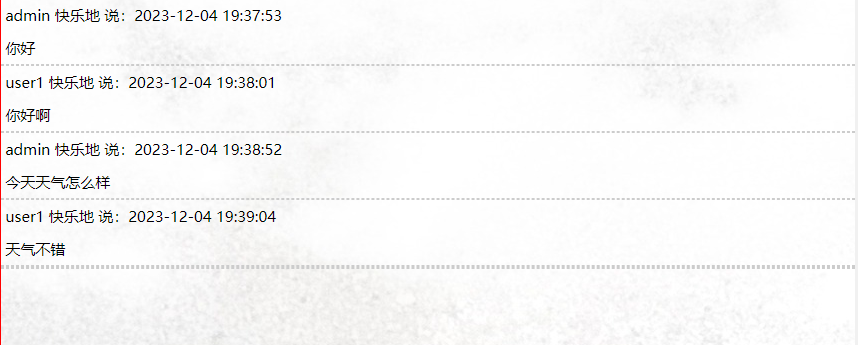 admin 快乐地 说：2023-12-04 19:37:53
你好
user1 快乐地 说：2023-12-04 19:38:01
你好啊
admin 快乐地 说：2023-12-04 19:38:52
今天天气怎么样
user1 快乐地 说：2023-12-04 19:39:04
天气不错